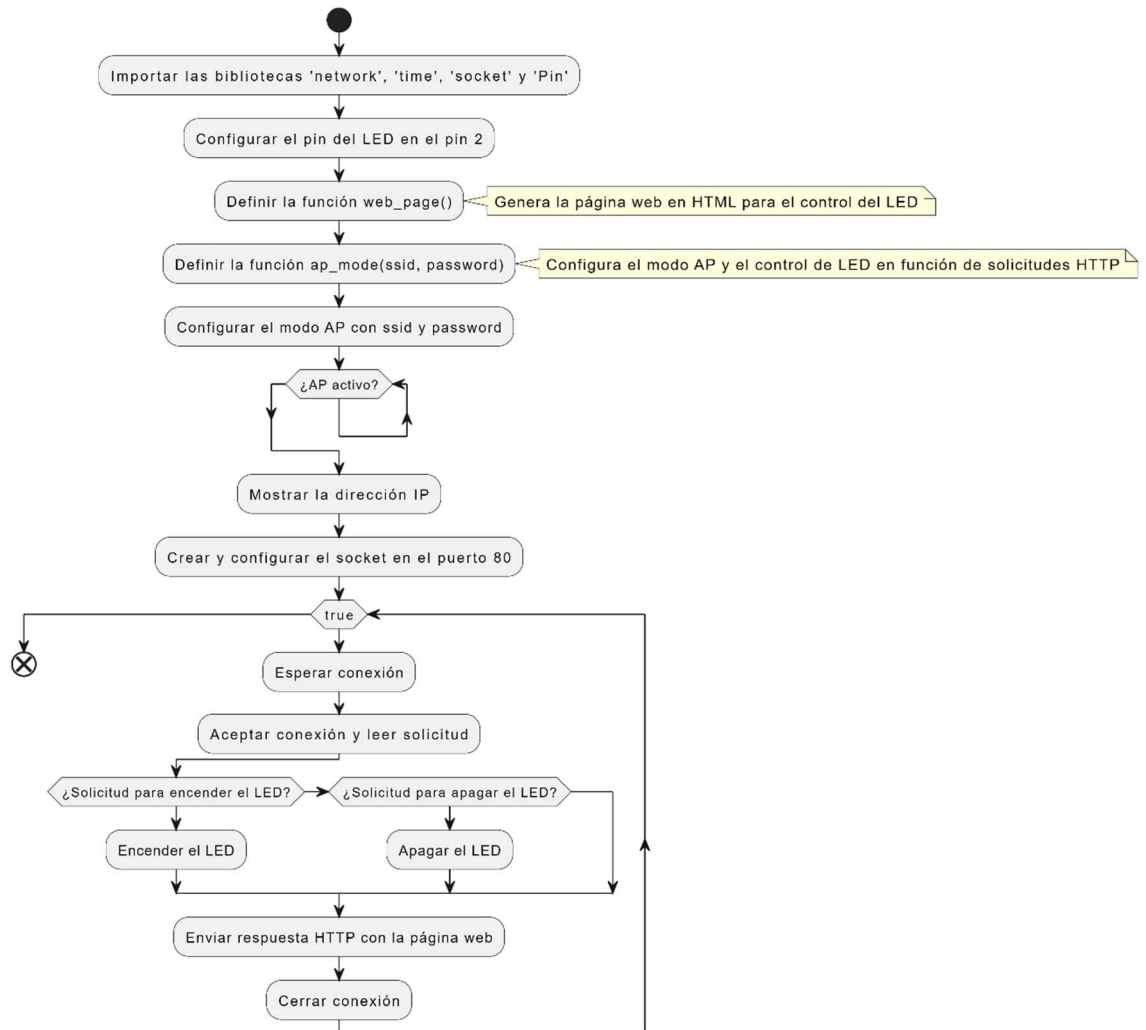 Importar las bibliotecas 'network', 'time', 'socket' y 'Pin'
Configurar el pin del LED en el pin 2
Definir la función web_page()
Genera la página web en HTML para el control del LED
Definir la función ap_mode(ssid, password)
Configura el modo AP y el control de LED en función de solicitudes HTTP
Configurar el modo AP con ssid y password
¿AP activo?
Mostrar la dirección IP
Crear y configurar el socket en el puerto 80
true
Esperar conexión
Aceptar conexión y leer solicitud
¿Solicitud para encender el LED?
¿Solicitud para apagar el LED?
Encender el LED
Apagar el LED
Enviar respuesta HTTP con la página web
Cerrar conexión